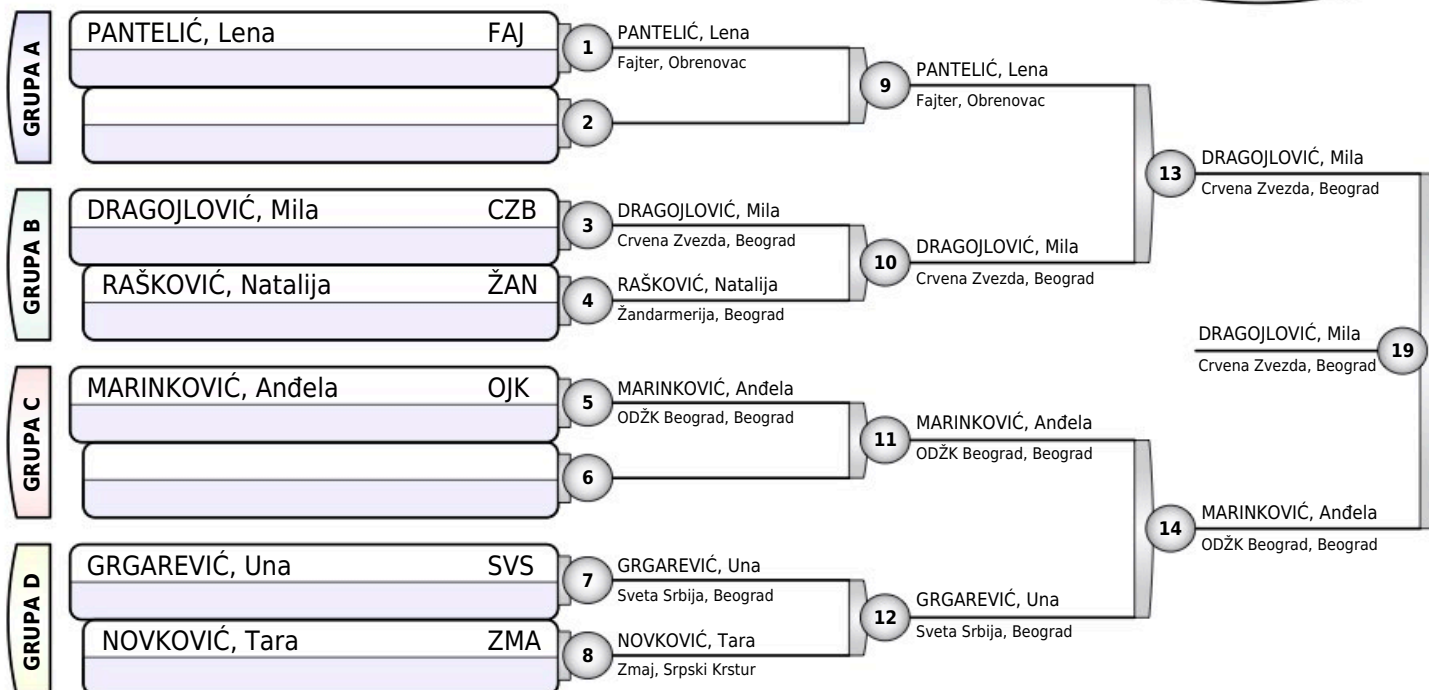 GRUPA A
PANTELIĆ, Lena FAJ
1
PANTELIĆ, Lena
Fajter, Obrenovac
2
9
PANTELIĆ, Lena
Fajter, Obrenovac
GRUPA B
DRAGOJLOVIĆ, Mila CZB
3
DRAGOJLOVIĆ, Mila
Crvena Zvezda, Beograd
RAŠKOVIĆ, Natalija ŽAN
4
RAŠKOVIĆ, Natalija
Žandarmerija, Beograd
10
DRAGOJLOVIĆ, Mila
Crvena Zvezda, Beograd
13
DRAGOJLOVIĆ, Mila
Crvena Zvezda, Beograd
GRUPA C
MARINKOVIĆ, Anđela OJK
5
MARINKOVIĆ, Anđela
ODŽK Beograd, Beograd
6
11
MARINKOVIĆ, Anđela
ODŽK Beograd, Beograd
GRUPA D
GRGAREVIĆ, Una SVS
7
GRGAREVIĆ, Una
Sveta Srbija, Beograd
NOVKOVIĆ, Tara ZMA
8
NOVKOVIĆ, Tara
Zmaj, Srpski Krstur
12
GRGAREVIĆ, Una
Sveta Srbija, Beograd
14
MARINKOVIĆ, Anđela
ODŽK Beograd, Beograd
DRAGOJLOVIĆ, Mila
Crvena Zvezda, Beograd
19